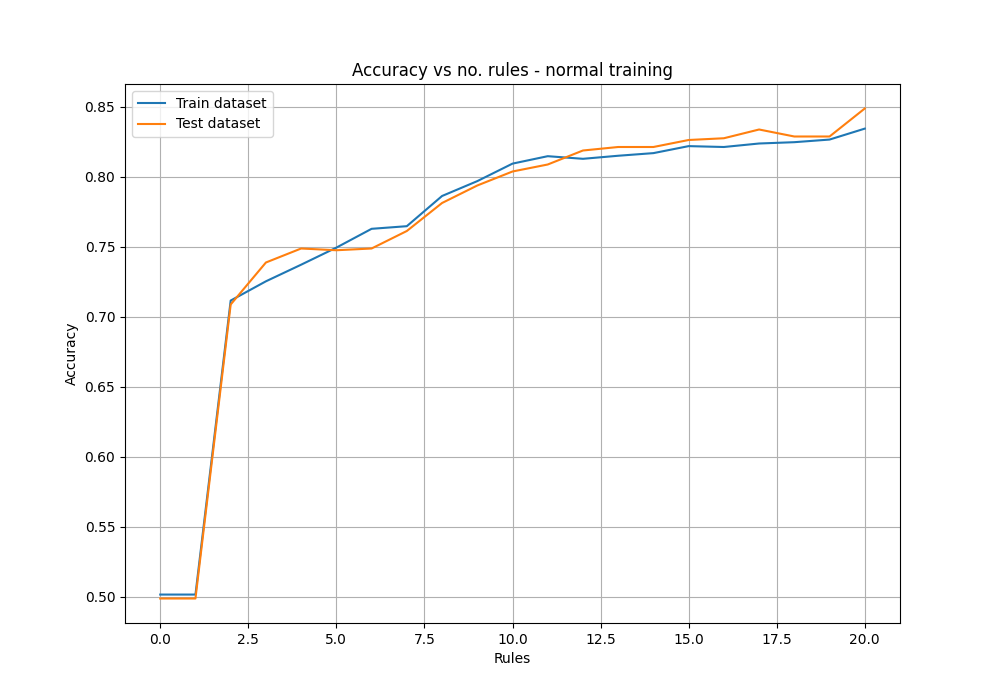 Accuracy vs no. rules - normal training
Train dataset
Test dataset
0.85
0.80
0.75
0.70
0.65
0.60
0.55
0.50
Accuracy
0.0 2.5 5.0 7.5 10.0 12.5 15.0 17.5 20.0
Rules